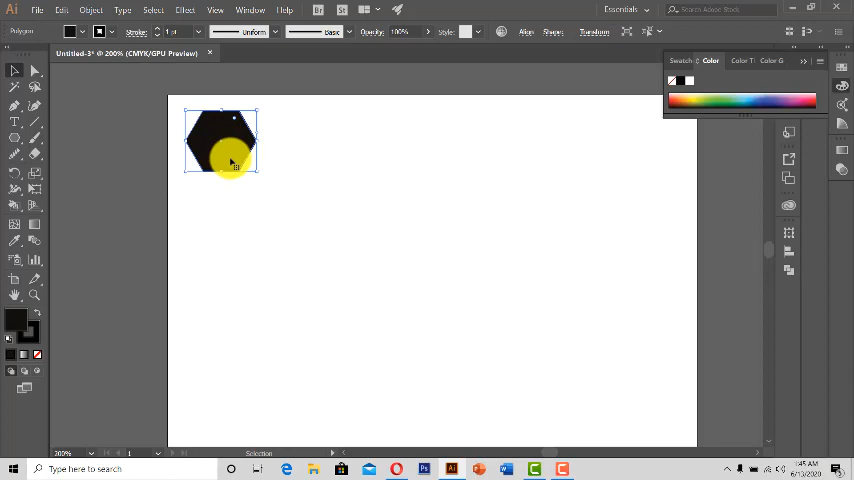 Ai File Edit Object Type Select Effect View Window Help Br St Essentials Search Adobe Stock
Polygon Stroke: 1 pt Uniform Basic Opacity: 100% Style: Align Shape: Transform
Untitled-3* @ 200% (CMYK/GPU Preview) ×
Swatch Color Color Ti Color G
200% 1 Selection
Type here to search Ps Ai
:45 AM
6/13/2020